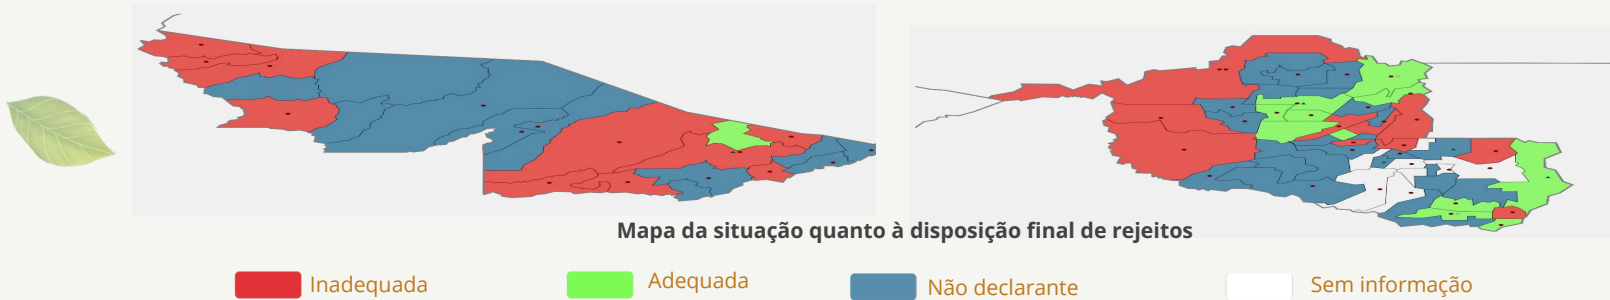 Mapa da situação quanto à disposição final de rejeitos
Inadequada
Adequada
Não declarante
Sem informação